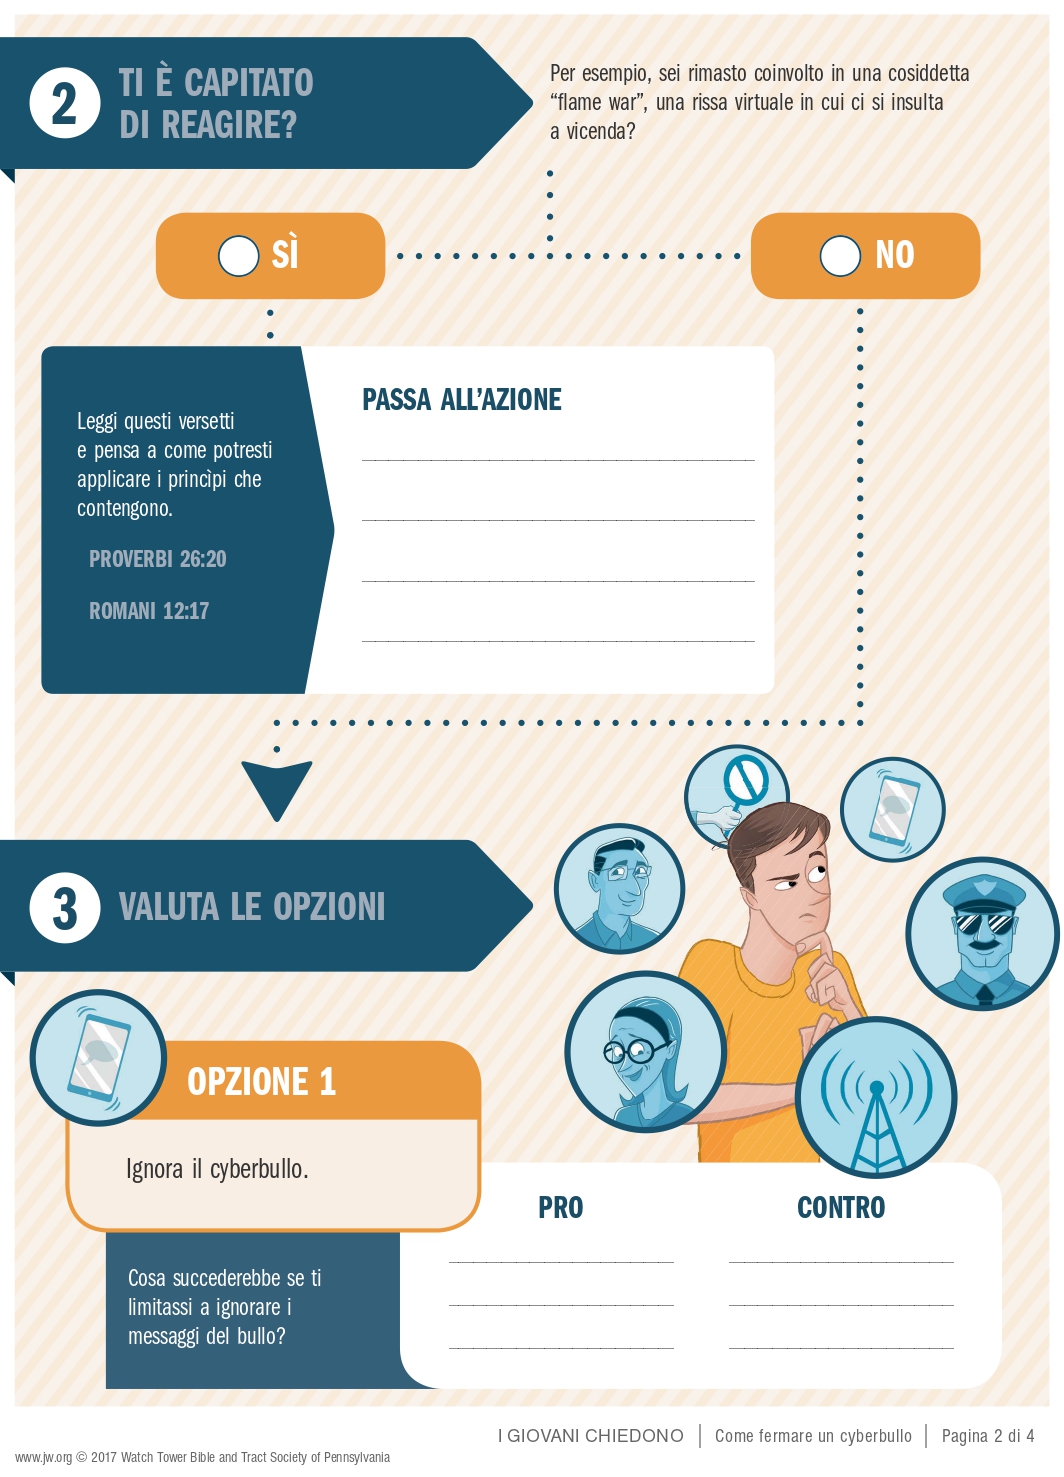 2
TI È CAPITATO
DI REAGIRE?
Per esempio, sei rimasto coinvolto in una cosiddetta
“flame war”, una rissa virtuale in cui ci si insulta
a vicenda?
SÌ
NO
Leggi questi versetti
e pensa a come potresti
applicare i princìpi che
contengono.
PROVERBI 26:20
ROMANI 12:17
PASSA ALL’AZIONE
3
VALUTA LE OPZIONI
OPZIONE 1
Ignora il cyberbullo.
Cosa succederebbe se ti
limitassi a ignorare i
messaggi del bullo?
PRO
CONTRO
I GIOVANI CHIEDONO | Come fermare un cyberbullo | Pagina 2 di 4
www.jw.org © 2017 Watch Tower Bible and Tract Society of Pennsylvania